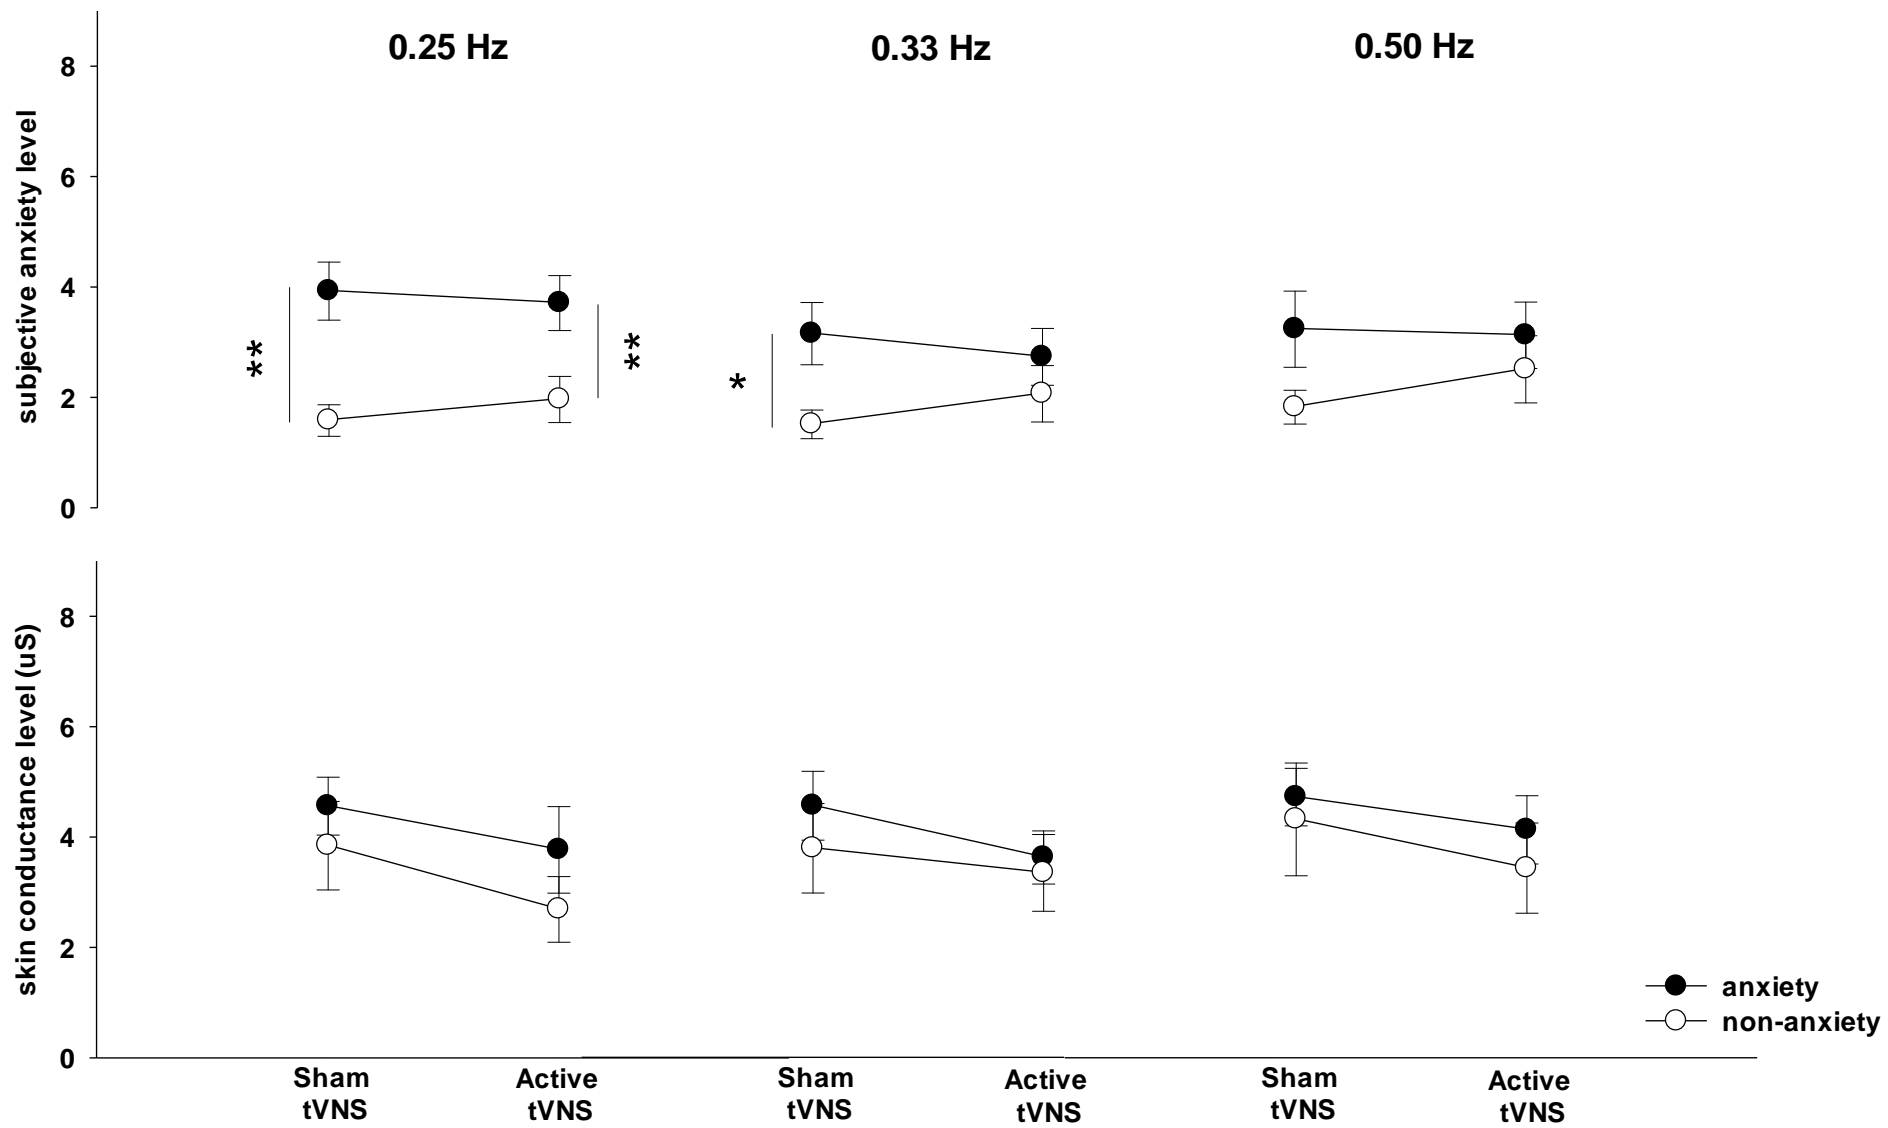 0.25 Hz
0.33 Hz
0.50 Hz
subjective anxiety level
8
6
4
2
0
**
**
*
skin conductance level (uS)
8
6
4
2
0
anxiety
non-anxiety
Sham
tVNS
Active
tVNS
Sham
tVNS
Active
tVNS
Sham
tVNS
Active
tVNS